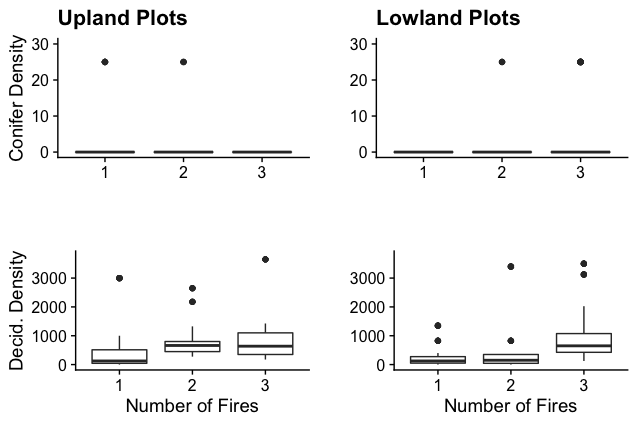 Upland Plots
Lowland Plots
Conifer Density
30
20
10
0
1 2 3
30
20
10
0
1 2 3
Decid. Density
3000
2000
1000
0
1 2 3
Number of Fires
3000
2000
1000
0
1 2 3
Number of Fires